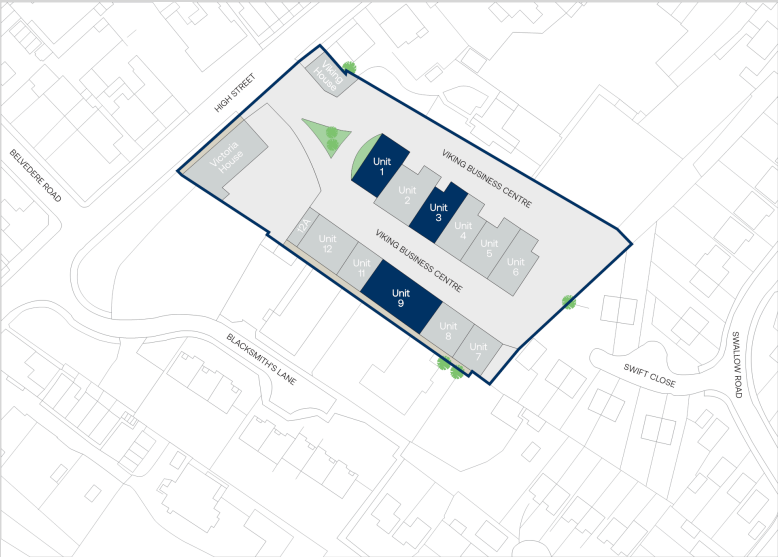 HIGH STREET
Viking
House
BELVEDERE ROAD
Victoria
House
Unit
1
VIKING BUSINESS CENTRE
Unit
2
Unit
3
Unit
4
Unit
5
Unit
6
12A
Unit
12
VIKING BUSINESS CENTRE
Unit
11
Unit
9
Unit
8
Unit
7
BLACKSMITH'S LANE
SWIFT CLOSE
SWALLOW ROAD